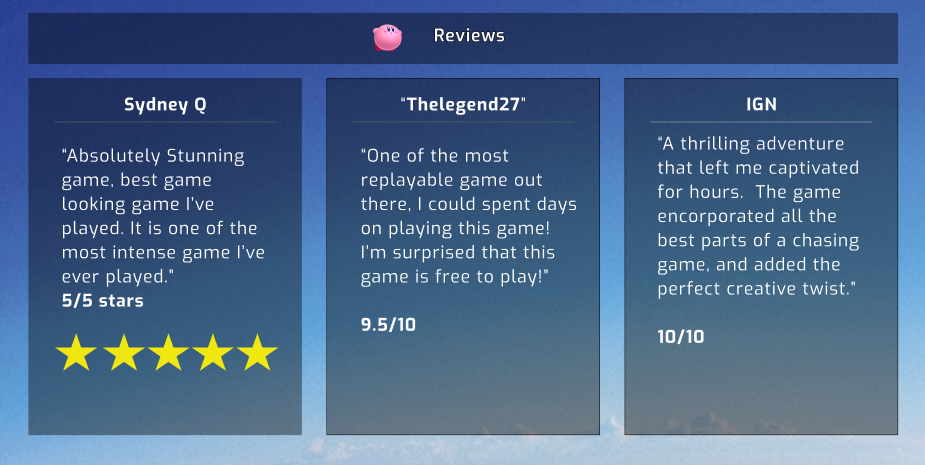 Reviews
Sydney Q
“Absolutely Stunning
game, best game
looking game I’ve
played. It is one of the
most intense game I’ve
ever played.”
5/5 stars
“Thelegend27”
“One of the most
replayable game out
there, I could spent days
on playing this game!
I’m surprised that this
game is free to play!”
9.5/10
IGN
“A thrilling adventure
that left me captivated
for hours.  The game
encorporated all the
best parts of a chasing
game, and added the
perfect creative twist.”
10/10